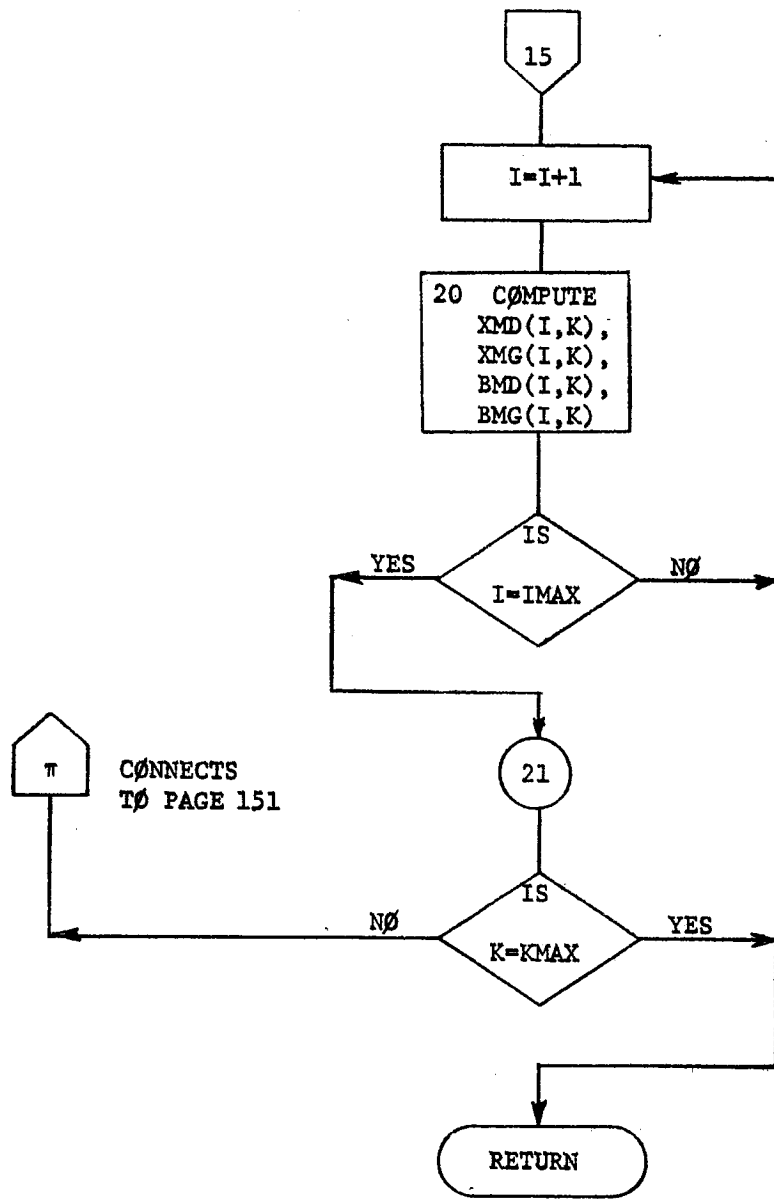 15
I=I+1
20 CØMPUTE
XMD(I,K),
XMG(I,K),
BMD(I,K),
BMG(I,K)
IS
I=IMAX
YES
NØ
21
π
CØNNECTS
TØ PAGE 151
IS
K=KMAX
NØ
YES
RETURN